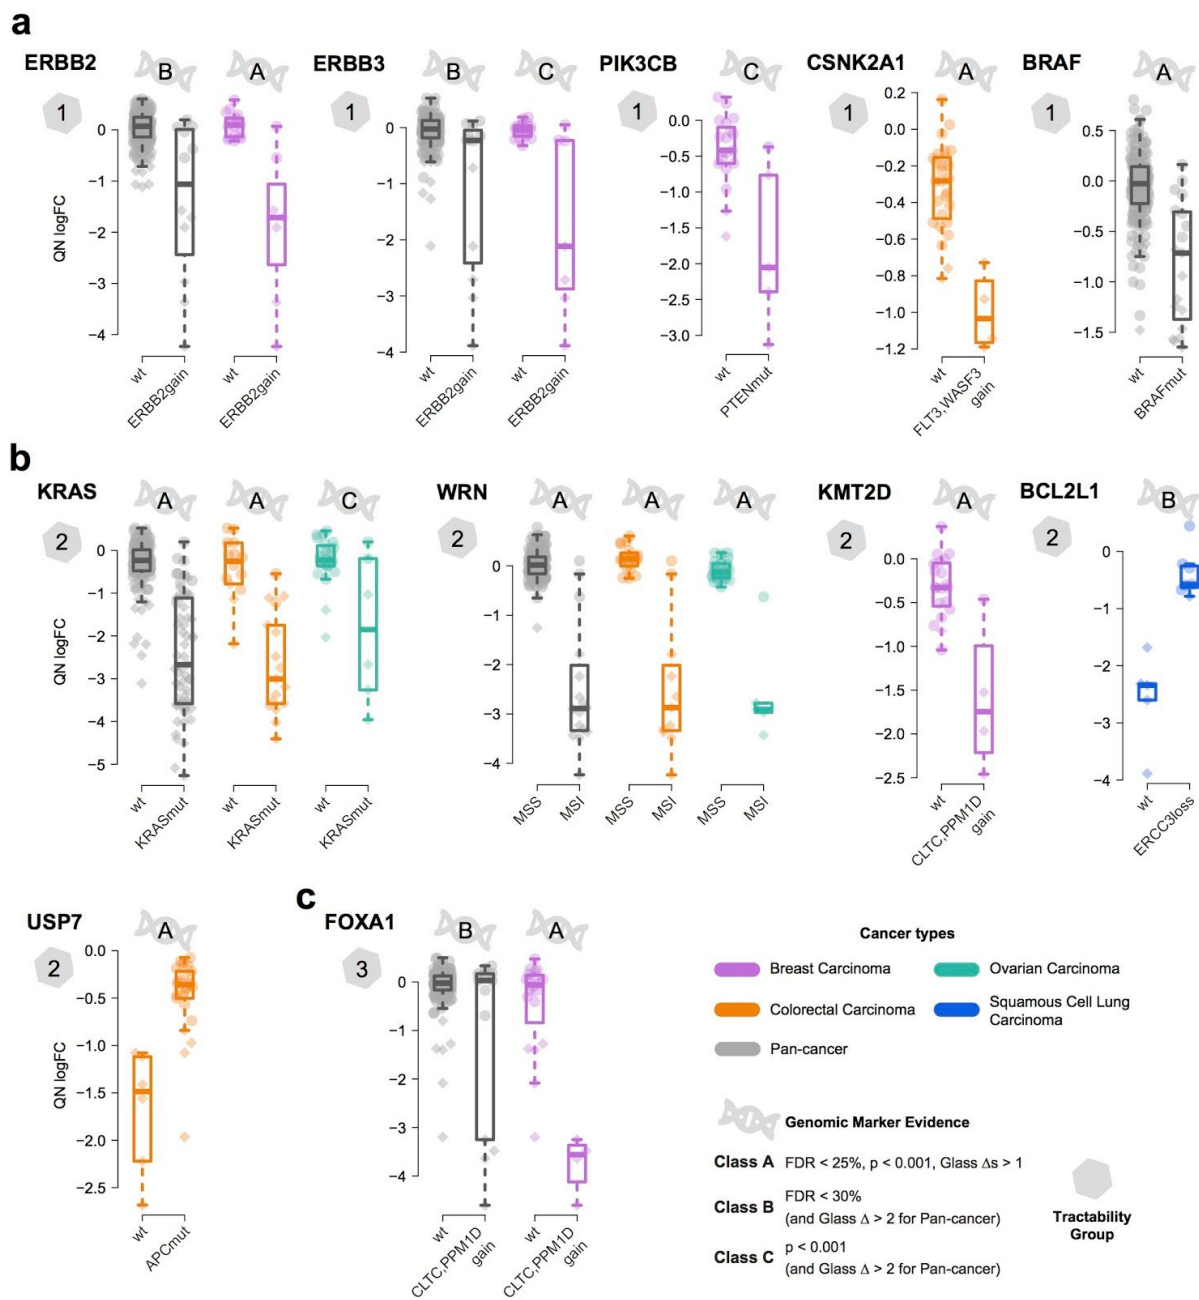 a
ERBB2
B
A
ERBB3
B
C
PIK3CB
C
CSNK2A1
A
BRAF
A
1
1
1
1
1
QN logFC
0
−1
−2
−3
−4
wt
ERBB2gain
wt
ERBB2gain
0
−1
−2
−3
−4
wt
ERBB2gain
wt
ERBB2gain
0.0
−0.5
−1.0
−1.5
−2.0
−2.5
−3.0
wt
PTENmut
0.2
0.0
−0.2
−0.4
−0.6
−0.8
−1.0
−1.2
wt
FLT3,WASF3
gain
0.5
0.0
−0.5
−1.0
−1.5
wt
BRAFmut
b
KRAS
A
A
C
WRN
A
A
A
KMT2D
A
BCL2L1
B
2
2
2
2
QN logFC
0
−1
−2
−3
−4
−5
wt
KRASmut
wt
KRASmut
wt
KRASmut
0
−1
−2
−3
−4
MSS
MSI
MSS
MSI
MSS
MSI
0.0
−0.5
−1.0
−1.5
−2.0
−2.5
wt
CLTC,PPM1D
gain
0
−1
−2
−3
−4
wt
ERCC3loss
USP7
A
2
QN logFC
0.0
−0.5
−1.0
−1.5
−2.0
−2.5
wt
APCmut
c
FOXA1
B
A
3
0
−1
−2
−3
−4
wt
CLTC,PPM1D
gain
wt
CLTC,PPM1D
gain
Cancer types
Breast Carcinoma
Ovarian Carcinoma
Colorectal Carcinoma
Squamous Cell Lung
Carcinoma
Pan-cancer
Genomic Marker Evidence
Class A FDR < 25%, p < 0.001, Glass Δs > 1
Class B FDR < 30%
(and Glass Δ > 2 for Pan-cancer)
Class C p < 0.001
(and Glass Δ > 2 for Pan-cancer)
Tractability
Group